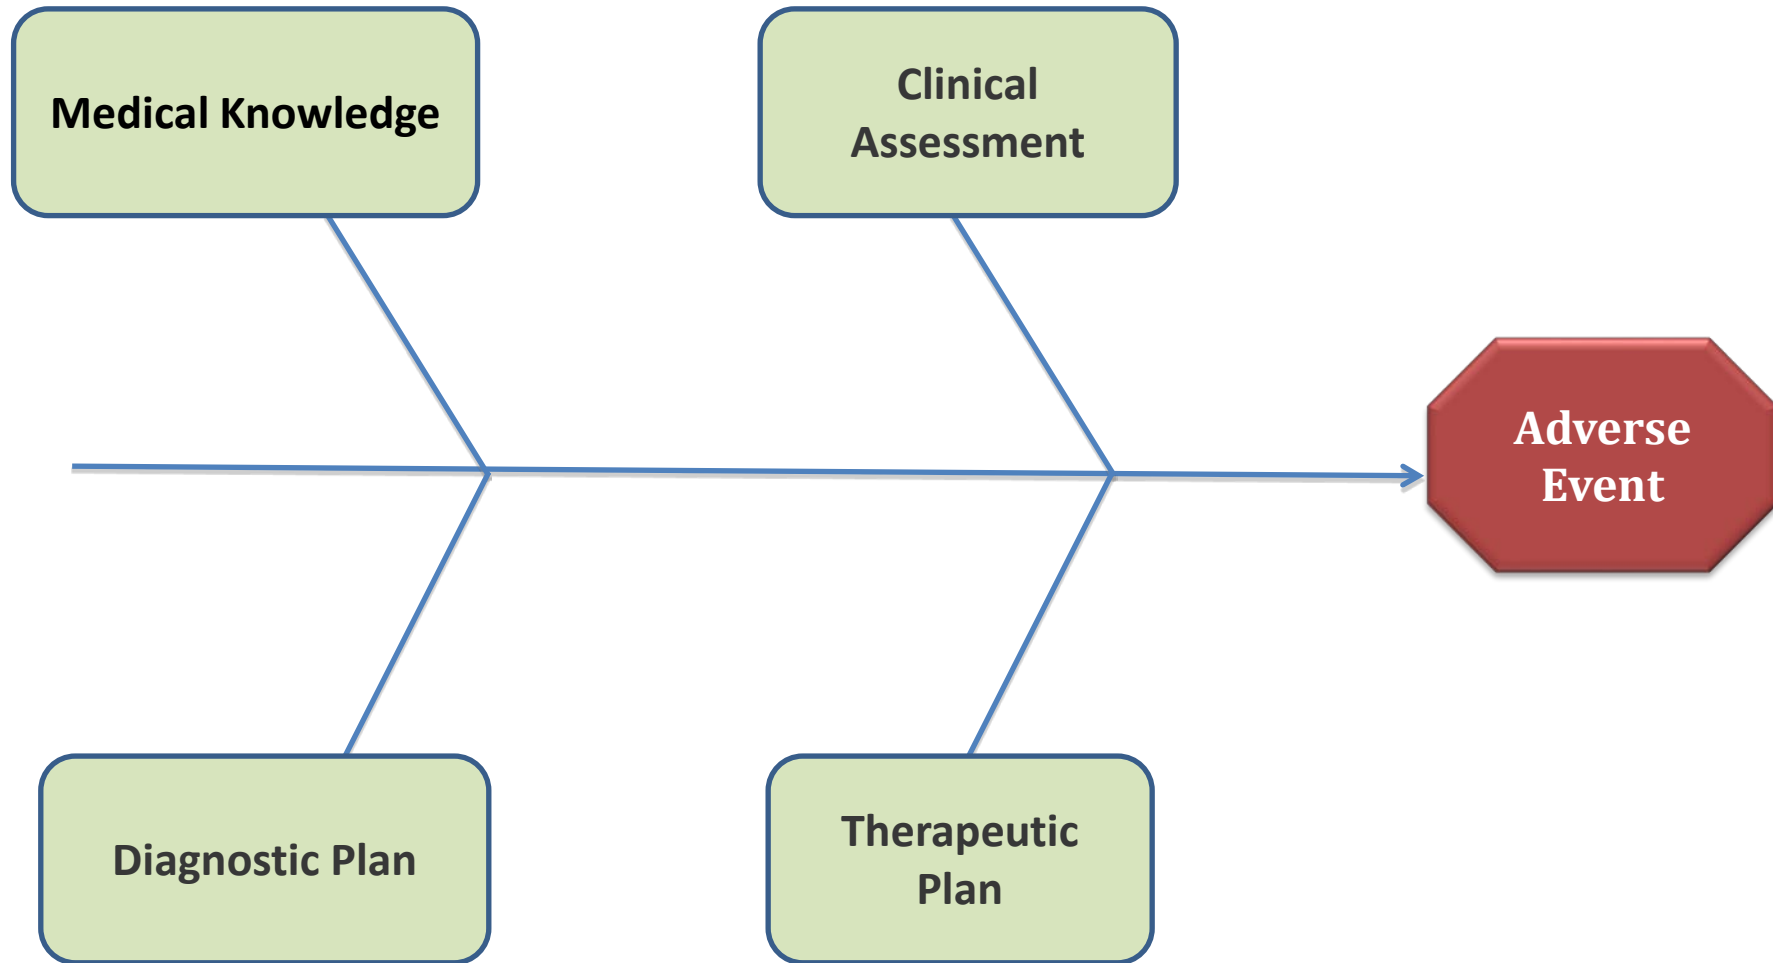 Medical Knowledge
Clinical
Assessment
Adverse
Event
Diagnostic Plan
Therapeutic
Plan